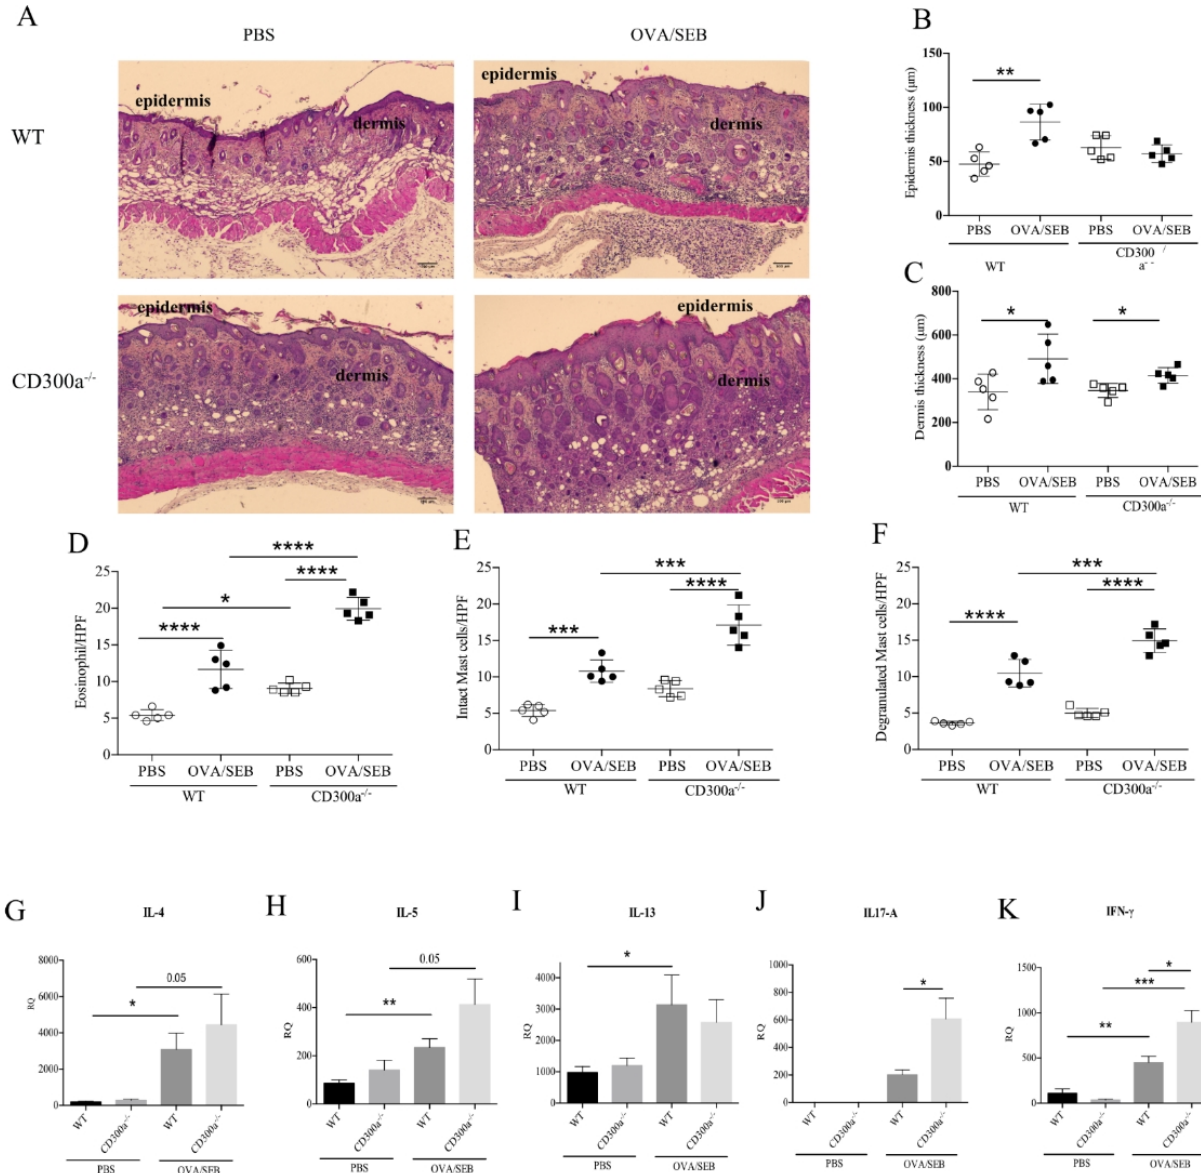 A
PBS
OVA/SEB
WT
epidermis
dermis
epidermis
dermis
CD300a-/-
epidermis
dermis
epidermis
dermis
B
Epidermis thickness (µm)
150
100
50
0
**
PBS
OVA/SEB
PBS
OVA/SEB
WT
CD300 -/
a- -
C
Dermis thickness (µm)
800
600
400
200
0
*
*
PBS
OVA/SEB
PBS
OVA/SEB
WT
CD300a-/-
D
Eosinophil/HPF
25
20
15
10
5
0
****
****
*
****
PBS
OVA/SEB
PBS
OVA/SEB
WT
CD300a-/-
E
Intact Mast cells/HPF
25
20
15
10
5
0
***
****
***
PBS
OVA/SEB
PBS
OVA/SEB
WT
CD300a-/-
F
Degranulated Mast cells/HPF
25
20
15
10
5
0
***
****
****
PBS
OVA/SEB
PBS
OVA/SEB
WT
CD300a-/-
G
IL-4
RQ
8000
6000
4000
2000
0
0.05
*
WT
CD300a-/-
WT
CD300a-/-
PBS
OVA/SEB
H
IL-5
RQ
600
400
200
0
0.05
**
WT
CD300a-/-
WT
CD300a-/-
PBS
OVA/SEB
I
IL-13
RQ
4000
3000
2000
1000
0
*
WT
CD300a-/-
WT
CD300a-/-
PBS
OVA/SEB
J
IL17-A
RQ
1000
800
600
400
200
0
*
WT
CD300a-/-
WT
CD300a-/-
PBS
OVA/SEB
K
IFN-γ
RQ
1500
1000
500
0
*
***
**
WT
CD300a-/-
WT
CD300a-/-
PBS
OVA/SEB